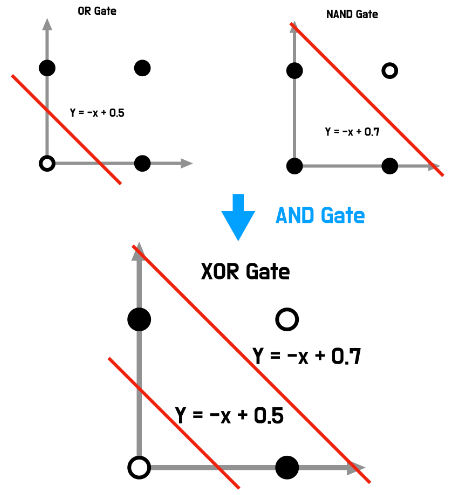 OR Gate
NAND Gate
Y = -x + 0.5
Y = -x + 0.7
AND Gate
XOR Gate
Y = -x + 0.7
Y = -x + 0.5